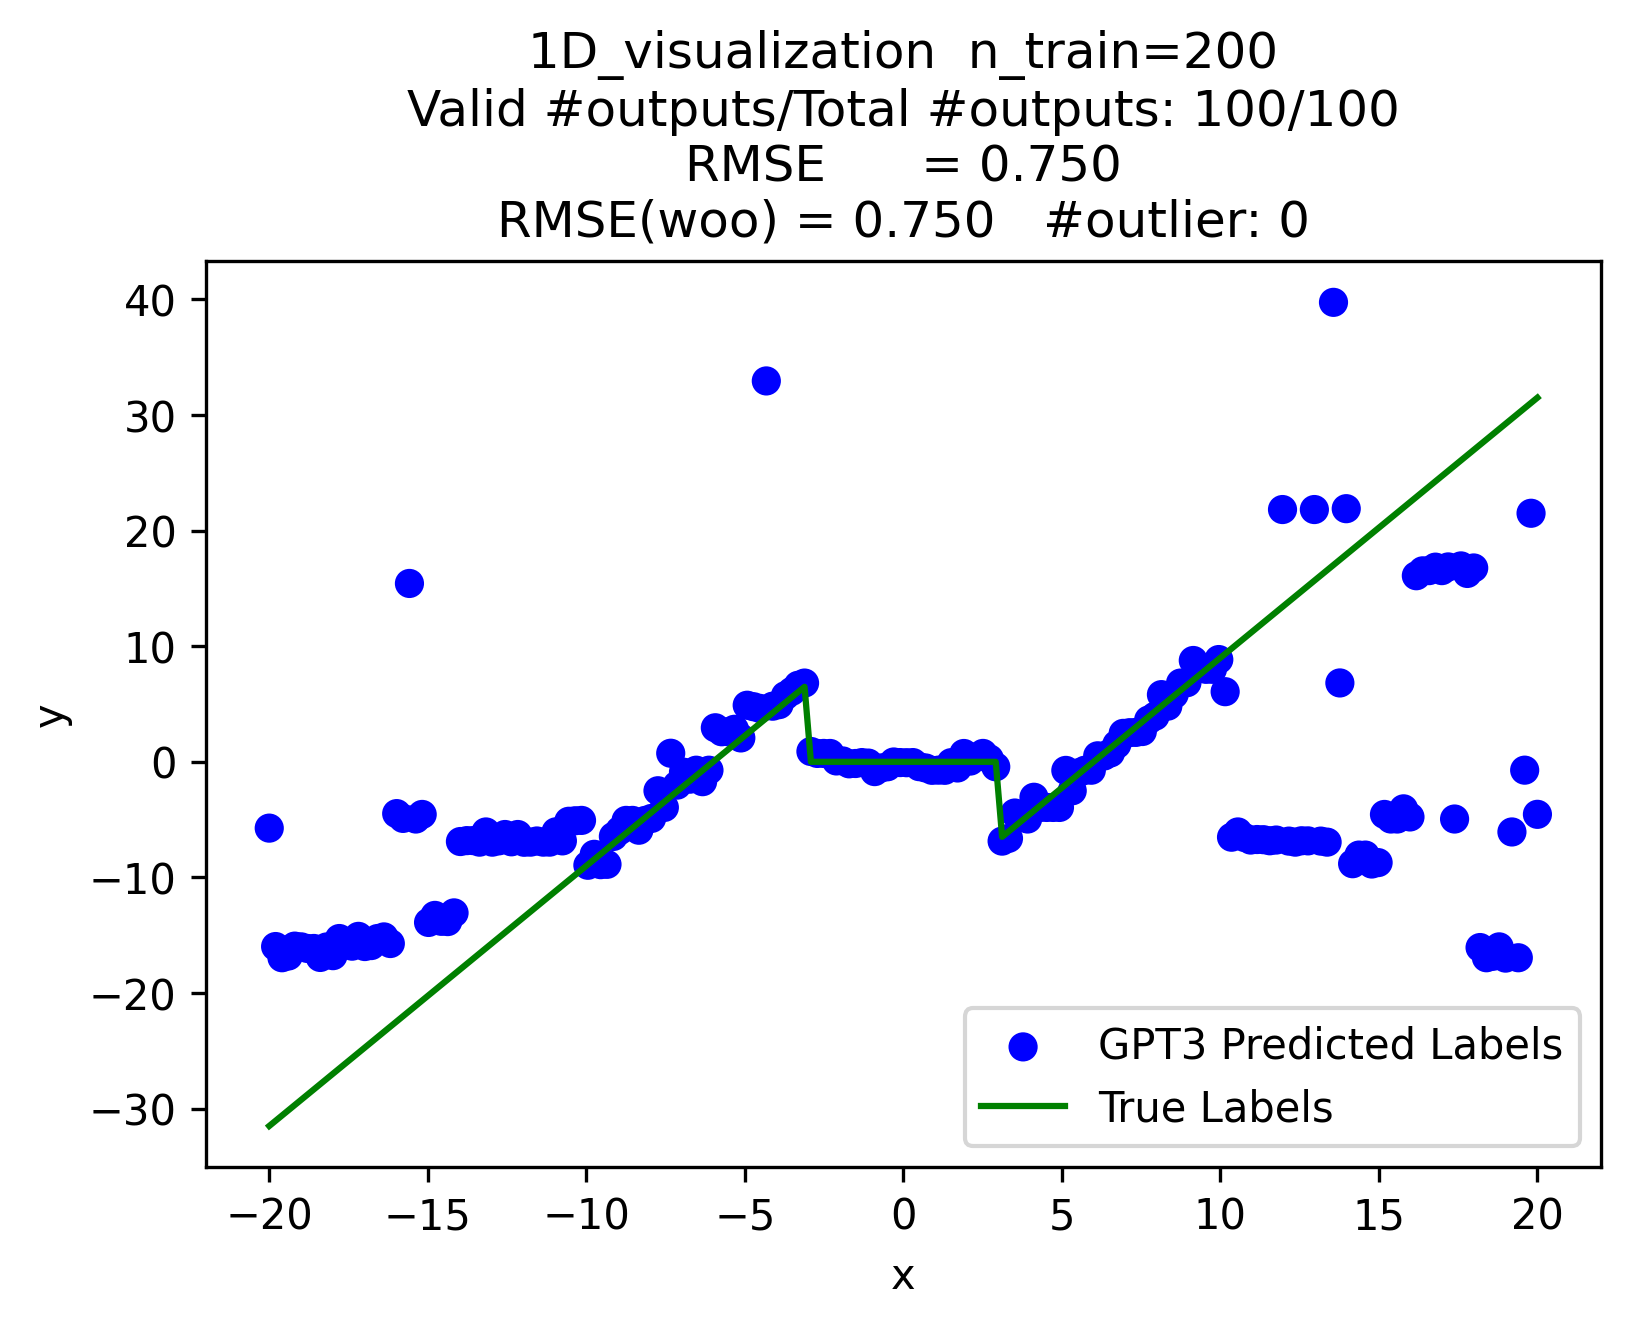 1D_visualization  n_train=200
Valid #outputs/Total #outputs: 100/100
RMSE      = 0.750
RMSE(woo) = 0.750   #outlier: 0
40
30
20
10
0
−10
−20
−30
y
GPT3 Predicted Labels
True Labels
−20 −15 −10 −5 0 5 10 15 20
x